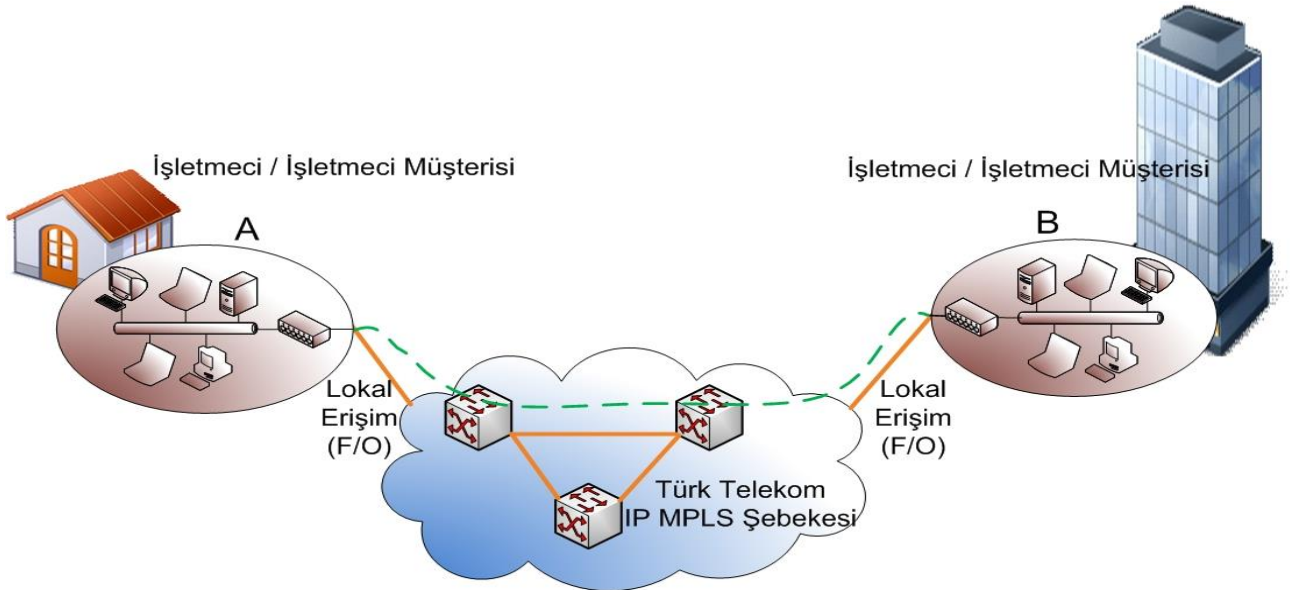 İşletmeci / İşletmeci Müşterisi
A
İşletmeci / İşletmeci Müşterisi
B
Lokal
Erişim
(F/O)
Lokal
Erişim
(F/O)
Türk Telekom
IP MPLS Şebekesi